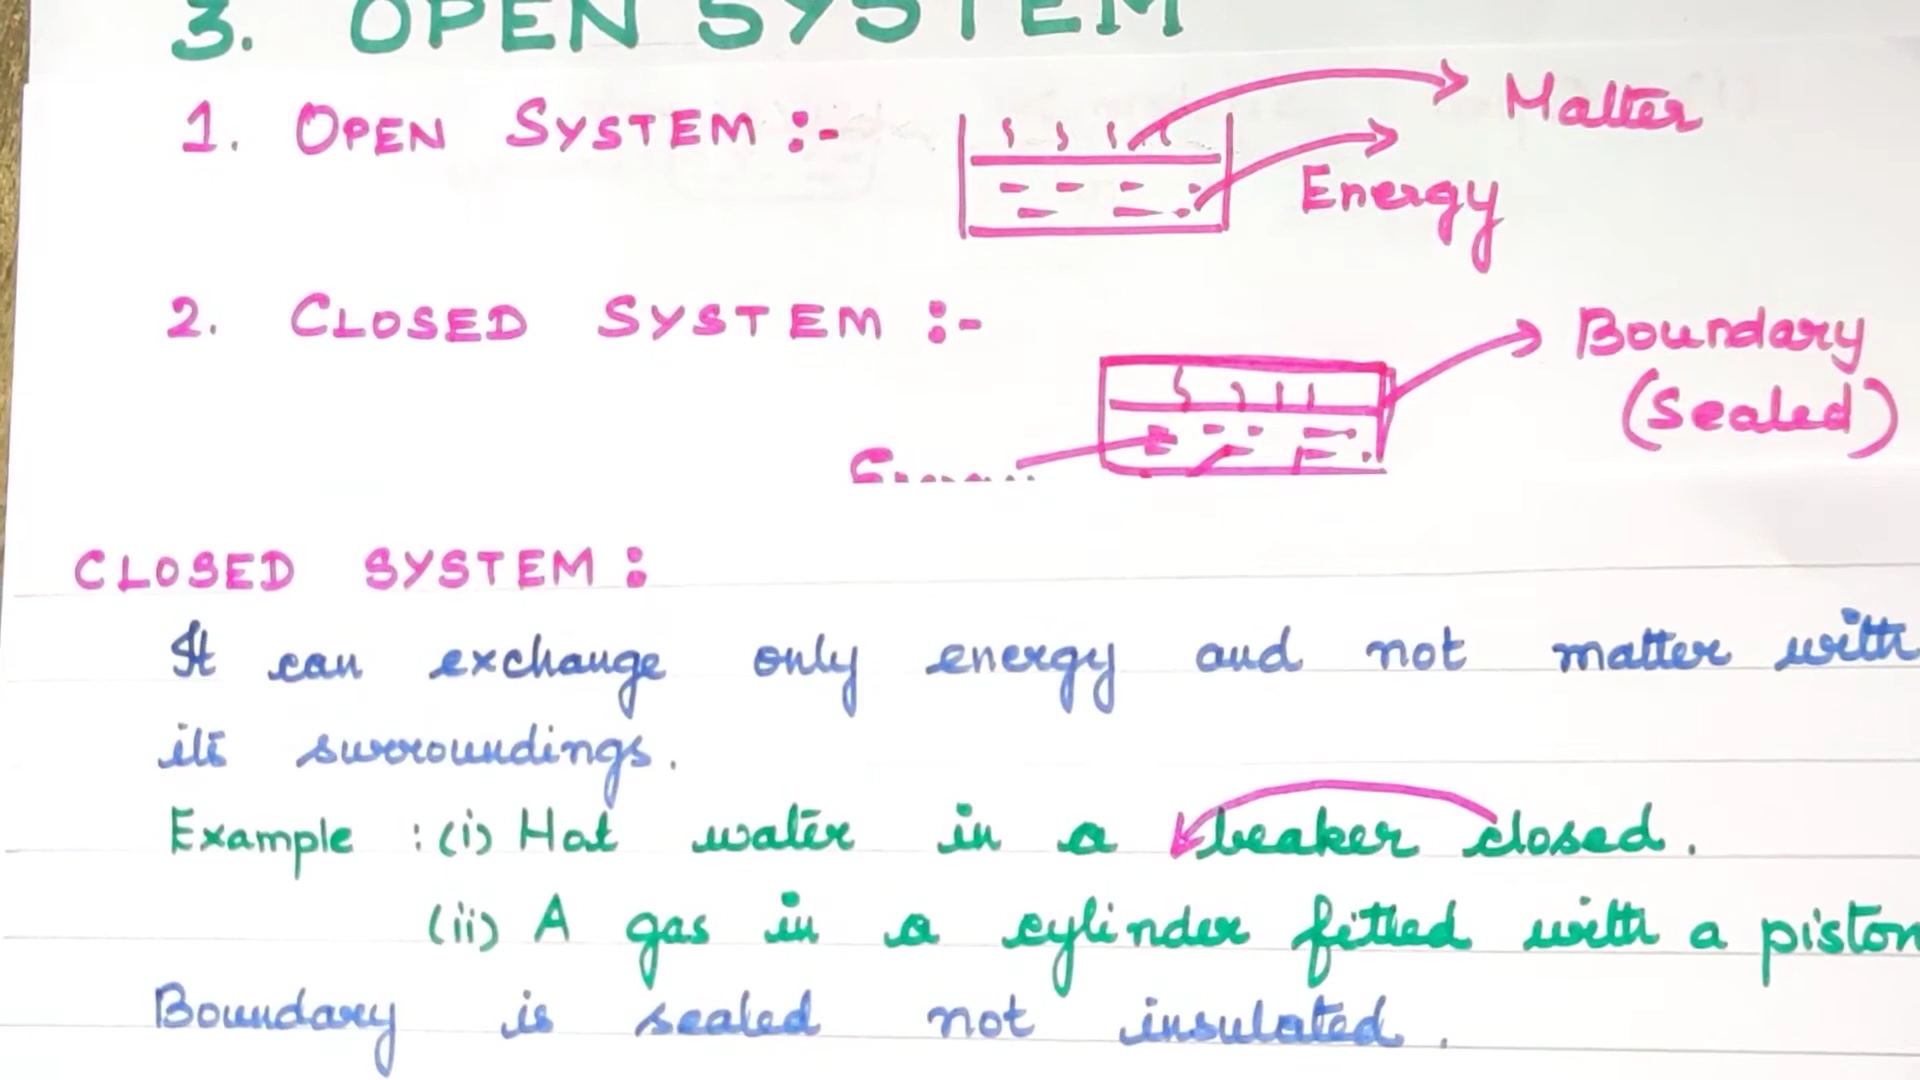 3. OPEN SYSTEM
1. OPEN SYSTEM :-
Matter
Energy
2. CLOSED SYSTEM :-
Boundary
(Sealed)
CLOSED SYSTEM :
It can exchange only energy and not matter with
its surroundings.
Example : (i) Hot water in a beaker closed.
(ii) A gas in a cylinder fitted with a piston
Boundary is sealed not insulated.